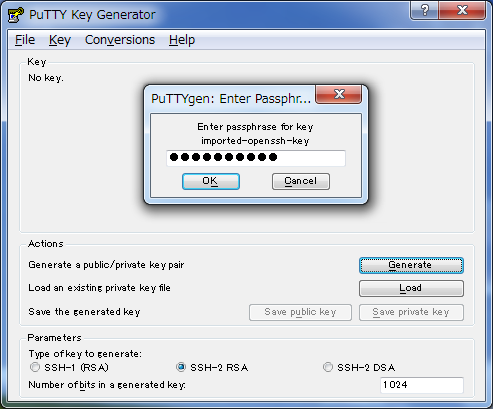 PuTTY Key Generator
File Key Conversions Help
Key
No key.
PuTTYgen: Enter Passphr...
Enter passphrase for key
imported-openssh-key
●●●●●●●●●●
OK Cancel
Actions
Generate a public/private key pair Generate
Load an existing private key file Load
Save the generated key Save public key Save private key
Parameters
Type of key to generate:
SSH-1 (RSA) SSH-2 RSA SSH-2 DSA
Number of bits in a generated key: 1024